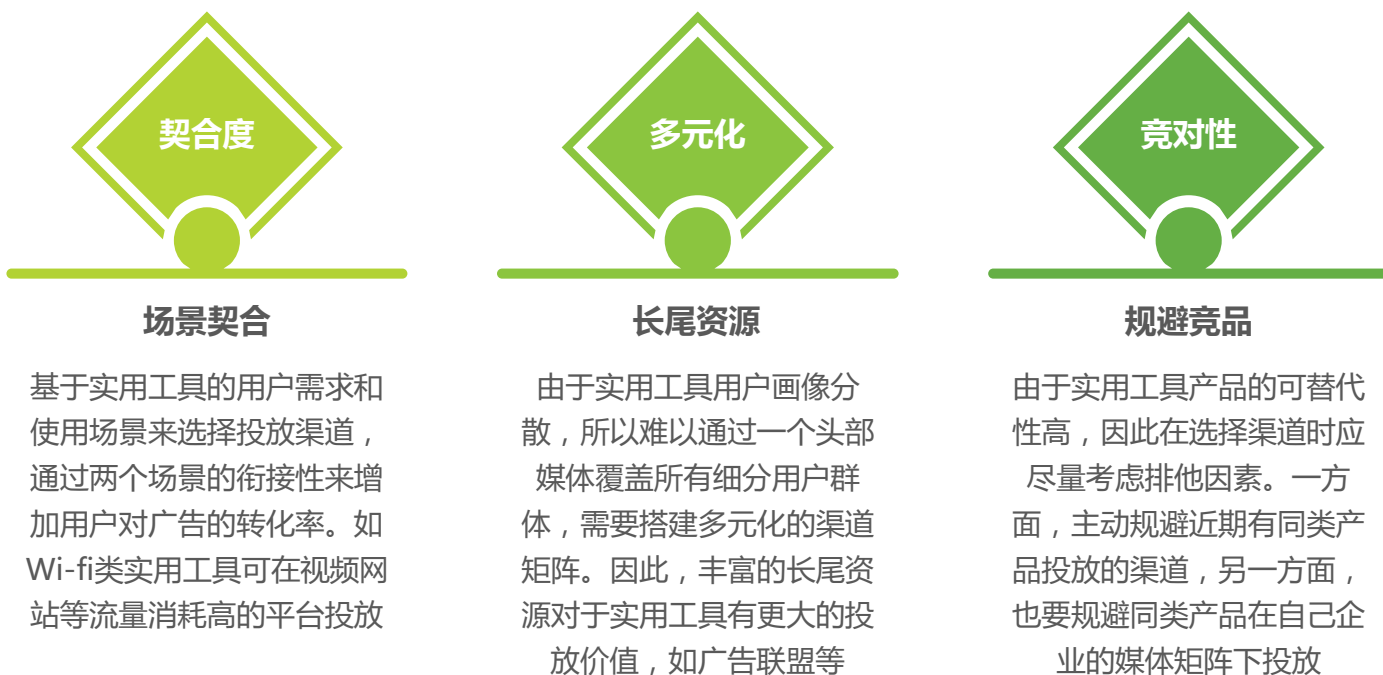 契合度
场景契合
基于实用工具的用户需求和
使用场景来选择投放渠道，
通过两个场景的衔接性来增
加用户对广告的转化率。如
Wi-fi类实用工具可在视频网
站等流量消耗高的平台投放
多元化
长尾资源
由于实用工具用户画像分
散，所以难以通过一个头部
媒体覆盖所有细分用户群
体，需要搭建多元化的渠道
矩阵。因此，丰富的长尾资
源对于实用工具有更大的投
放价值，如广告联盟等
竞对性
规避竞品
由于实用工具产品的可替代
性高，因此在选择渠道时应
尽量考虑排他因素。一方
面，主动规避近期有同类产
品投放的渠道，另一方面，
也要规避同类产品在自己企
业的媒体矩阵下投放